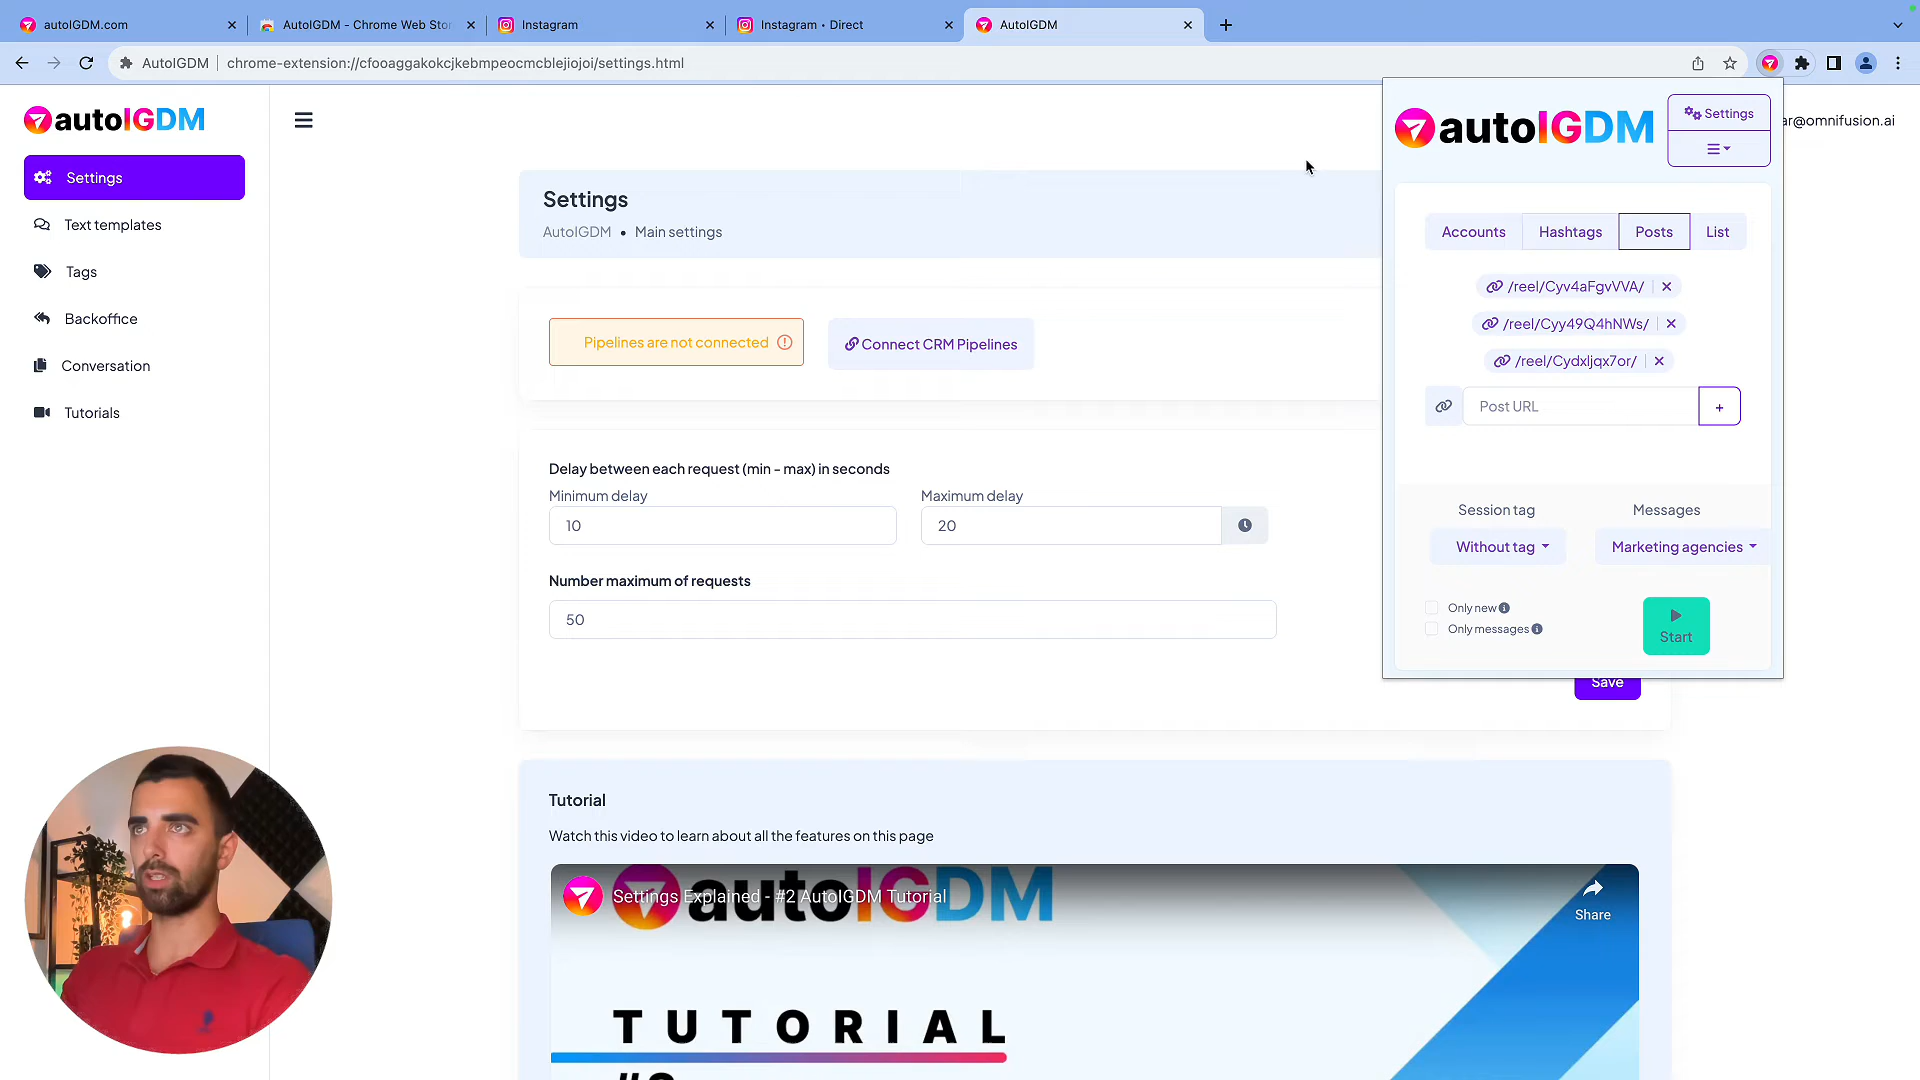 autoIGDM.com
AutoIGDM - Chrome Web Stor
Instagram
Instagram • Direct
AutoIGDM
AutoIGDM
chrome-extension://cfooaggakokcjkebmpeocmcblejiojoi/settings.html
autoIGDM
Settings
Text templates
Tags
Backoffice
Conversation
Tutorials
Settings
AutoIGDM • Main settings
Pipelines are not connected
Connect CRM Pipelines
Delay between each request (min - max) in seconds
Minimum delay
Maximum delay
10
20
Number maximum of requests
50
Save
Tutorial
Watch this video to learn about all the features on this page
autoIGDM
Settings Explained - #2 AutoIGDM Tutorial
Share
TUTORIAL
autoIGDM
Settings
ar@omnifusion.ai
Accounts
Hashtags
Posts
List
/reel/Cyv4aFgvVVA/
/reel/Cyy49Q4hNWs/
/reel/Cydxljqx7or/
Post URL
+
Session tag
Messages
Without tag
Marketing agencies
Only new
Only messages
Start